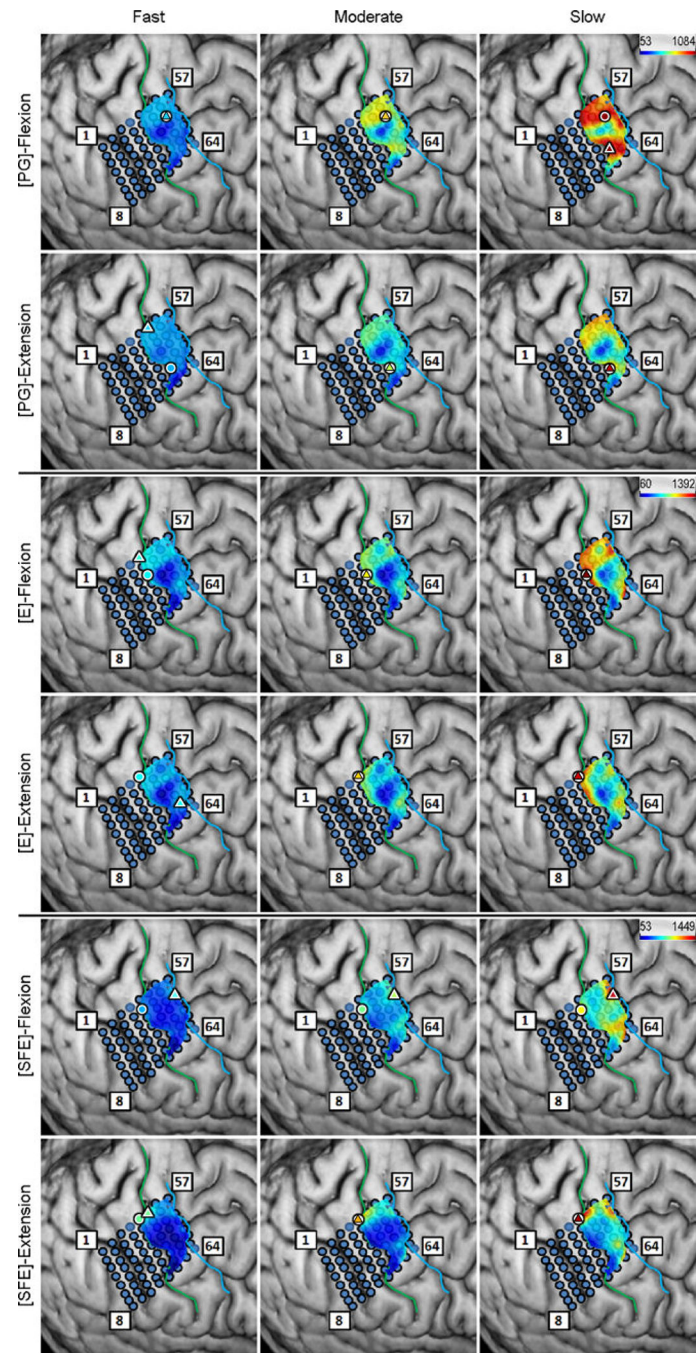 Fast Moderate Slow
[PG]-Flexion
57 57 53 1084 57
1 1 1
64 64 64
8 8 8
[PG]-Extension
57 57 57
1 64 1 64 1 64
8 8 8
[E]-Flexion
60 1392
57 57 57
1 64 1 64 1 64
8 8 8
[E]-Extension
57 57 57
1 64 1 64 1 64
8 8 8
[SFE]-Flexion
53 1449
57 57 57
1 64 1 64 1 64
8 8 8
[SFE]-Extension
57 57 57
1 64 1 64 1 64
8 8 8